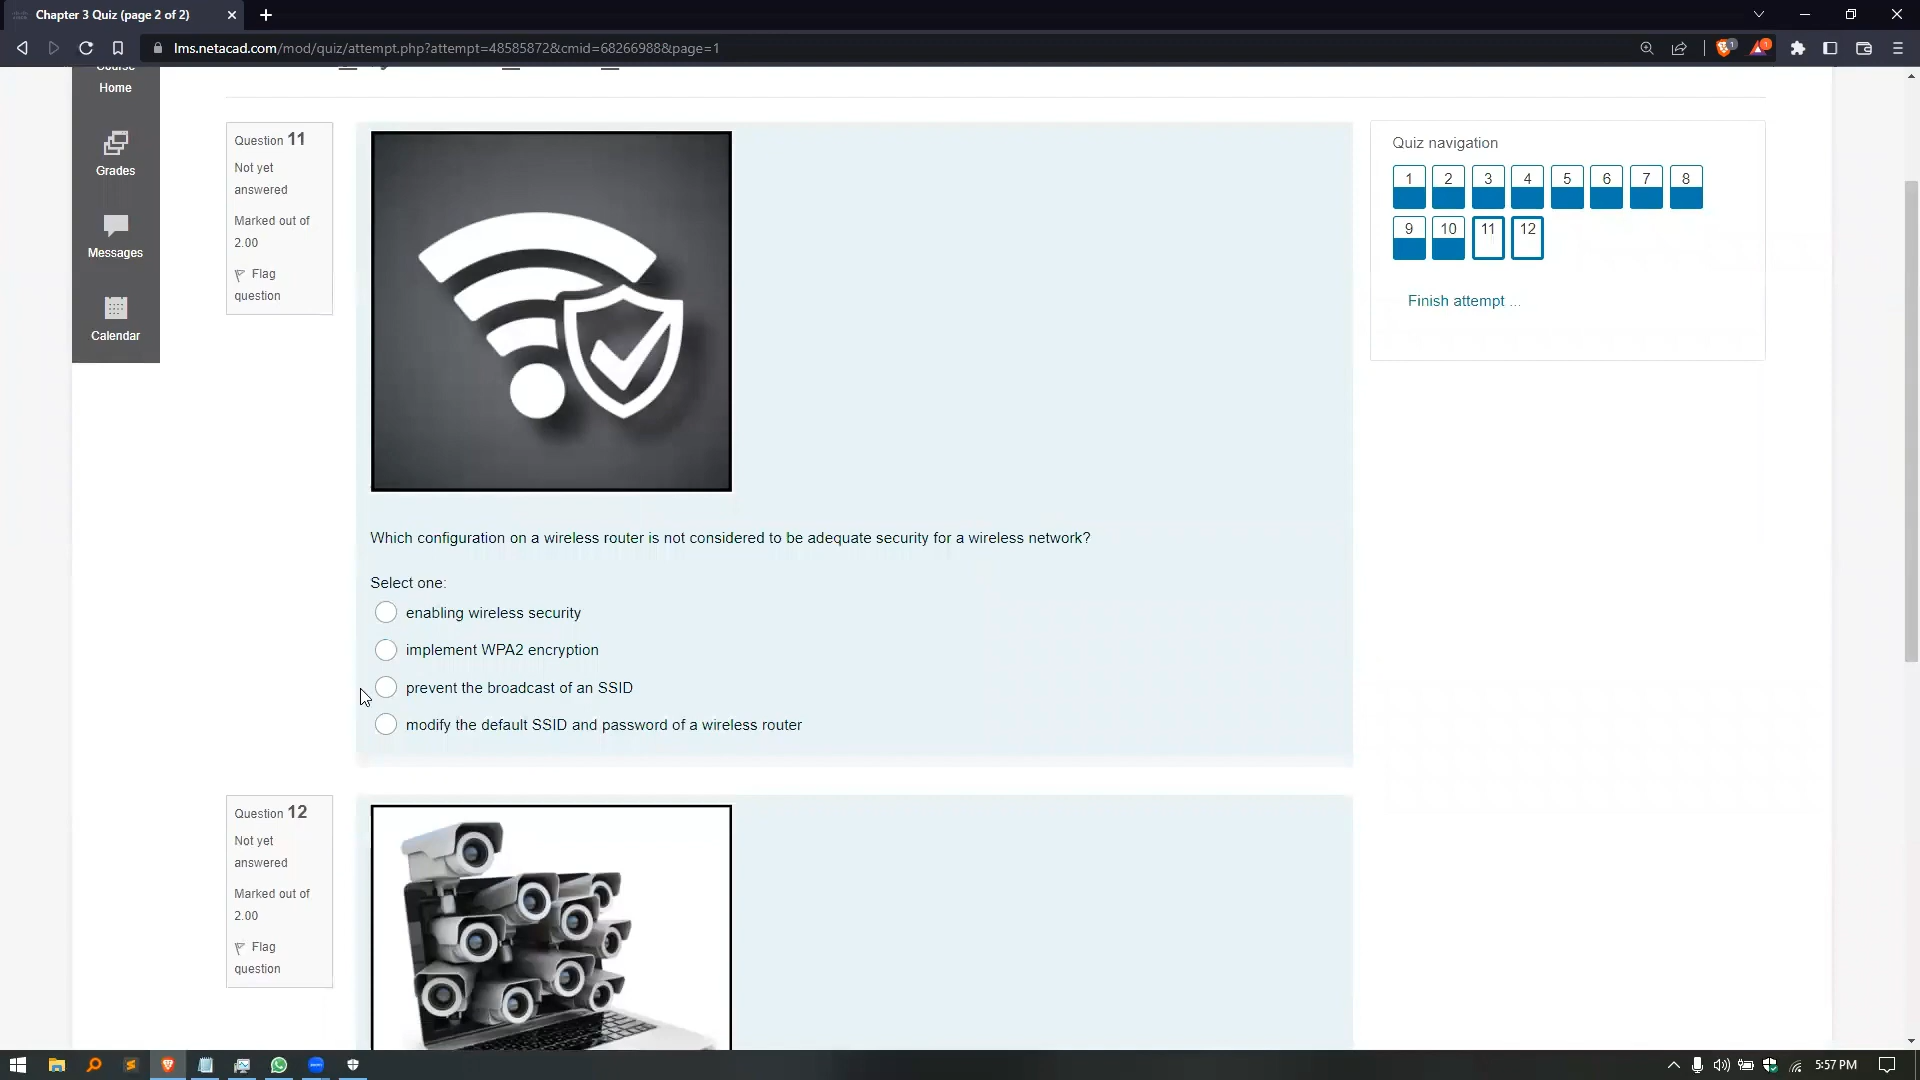 Chapter 3 Quiz (page 2 of 2)
lms.netacad.com/mod/quiz/attempt.php?attempt=48585872&cmid=68266988&page=1
Course
Home
Grades
Messages
Calendar
Question 11
Not yet
answered
Marked out of
2.00
Flag
question
Which configuration on a wireless router is not considered to be adequate security for a wireless network?
Select one:
enabling wireless security
implement WPA2 encryption
prevent the broadcast of an SSID
modify the default SSID and password of a wireless router
Question 12
Not yet
answered
Marked out of
2.00
Flag
question
Quiz navigation
1 2 3 4 5 6 7 8
9 10 11 12
Finish attempt ...
5:57 PM